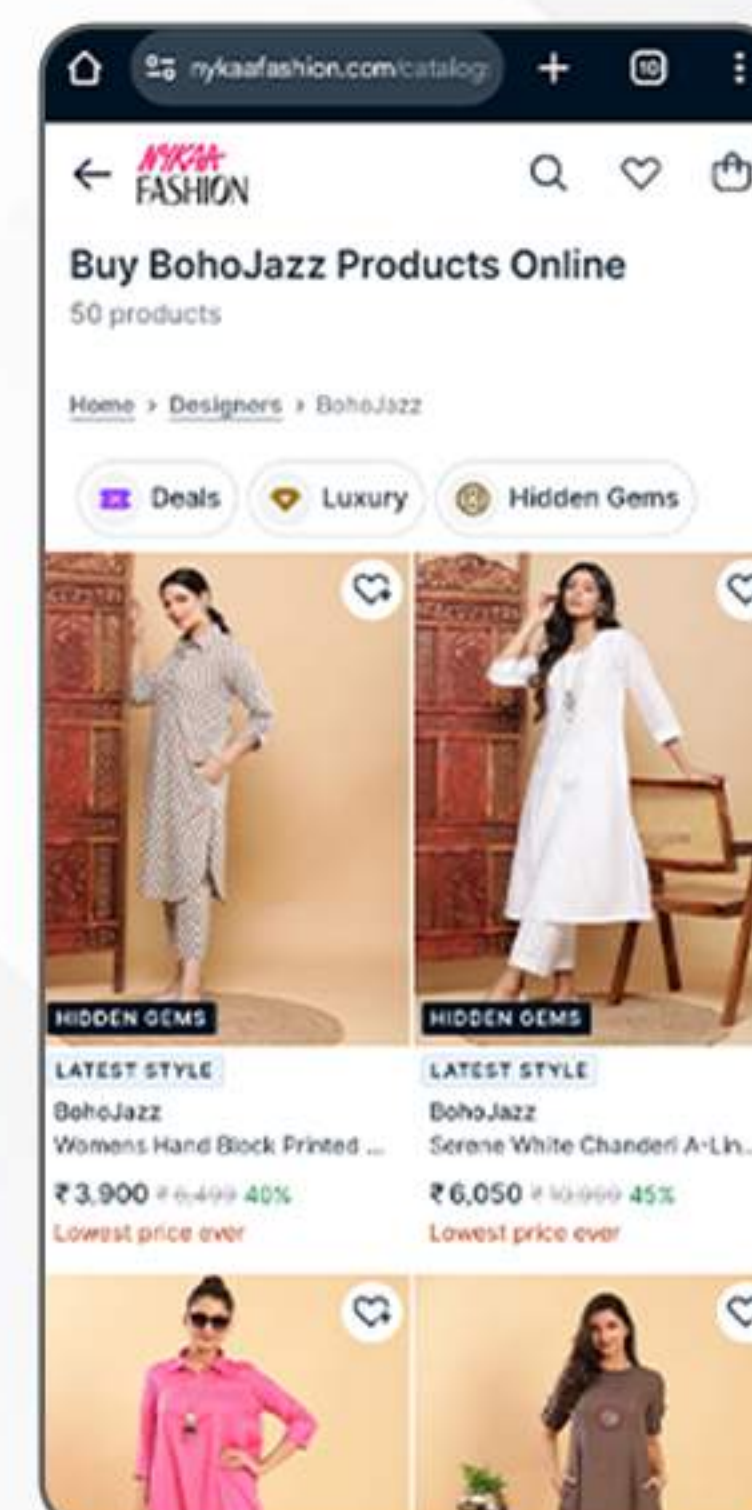 nykaafashion.com/catalog
10
NYKAA
FASHION
Buy BohoJazz Products Online
50 products
Home > Designers > BohoJazz
Deals
Luxury
Hidden Gems
HIDDEN GEMS
HIDDEN GEMS
LATEST STYLE
LATEST STYLE
BohoJazz
BohoJazz
Womens Hand Block Printed ...
Serene White Chanderi A-Lin...
₹3,900 ₹6,499 40%
₹6,050 ₹10,999 45%
Lowest price ever
Lowest price ever